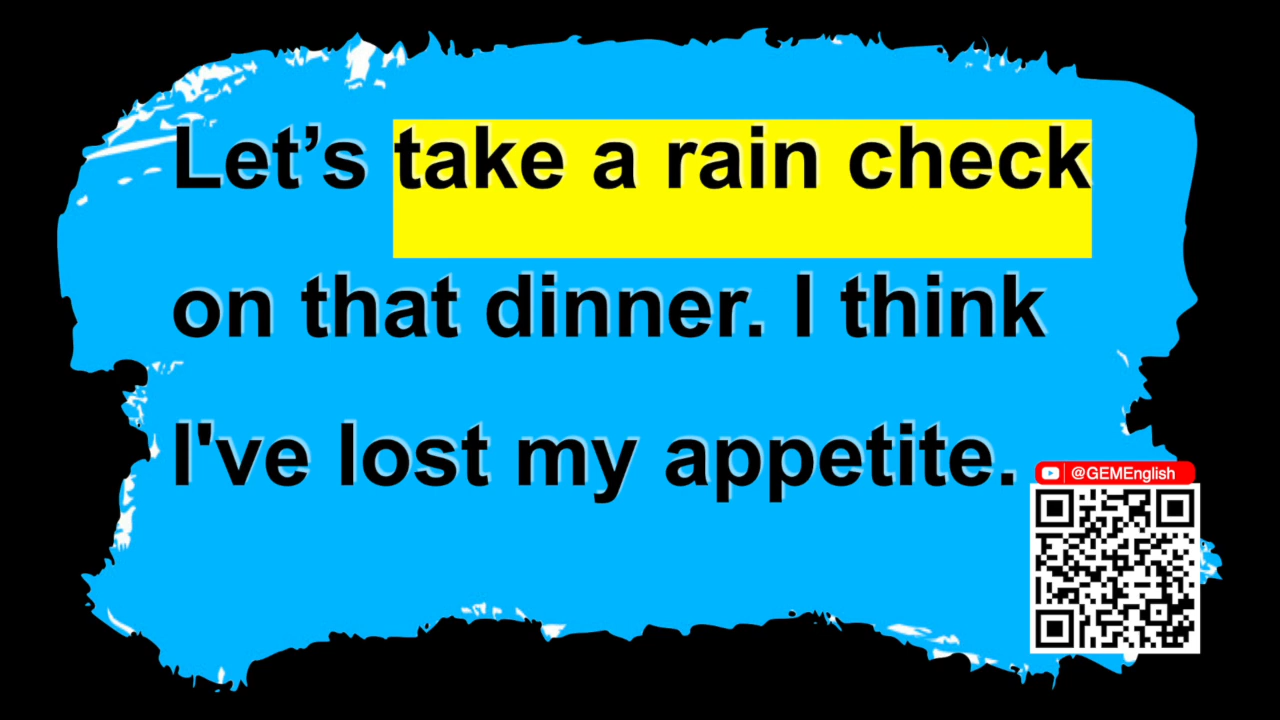 Let’s take a rain check
on that dinner. I think
I've lost my appetite.
@GEMEnglish